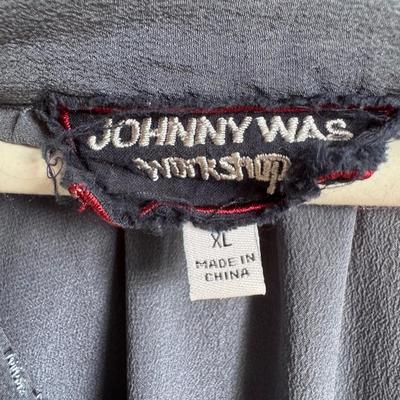 JOHNNY WAS
workshop
XL
MADE IN
CHINA